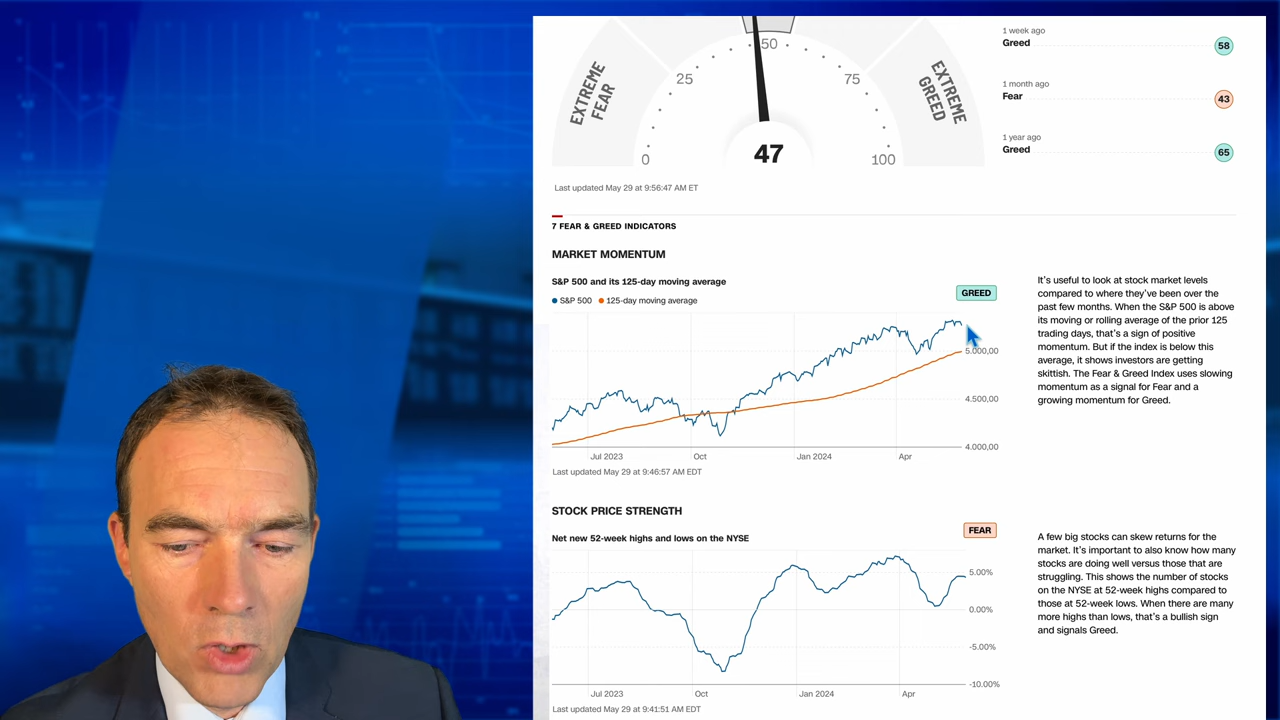 EXTREME
FEAR
25
50
75
0
100
EXTREME
GREED
47
Last updated May 29 at 9:56:47 AM ET
1 week ago
Greed
58
1 month ago
Fear
43
1 year ago
Greed
65
7 FEAR & GREED INDICATORS
MARKET MOMENTUM
S&P 500 and its 125-day moving average
S&P 500 125-day moving average
GREED
5.000,00
4.500,00
4.000,00
Jul 2023 Oct Jan 2024 Apr
Last updated May 29 at 9:46:57 AM EDT
It's useful to look at stock market levels
compared to where they've been over the
past few months. When the S&P 500 is above
its moving or rolling average of the prior 125
trading days, that's a sign of positive
momentum. But if the index is below this
average, it shows investors are getting
skittish. The Fear & Greed Index uses slowing
momentum as a signal for Fear and a
growing momentum for Greed.
STOCK PRICE STRENGTH
Net new 52-week highs and lows on the NYSE
FEAR
5.00%
0.00%
-5.00%
-10.00%
Jul 2023 Oct Jan 2024 Apr
Last updated May 29 at 9:41:51 AM EDT
A few big stocks can skew returns for the
market. It's important to also know how many
stocks are doing well versus those that are
struggling. This shows the number of stocks
on the NYSE at 52-week highs compared to
those at 52-week lows. When there are many
more highs than lows, that's a bullish sign
and signals Greed.